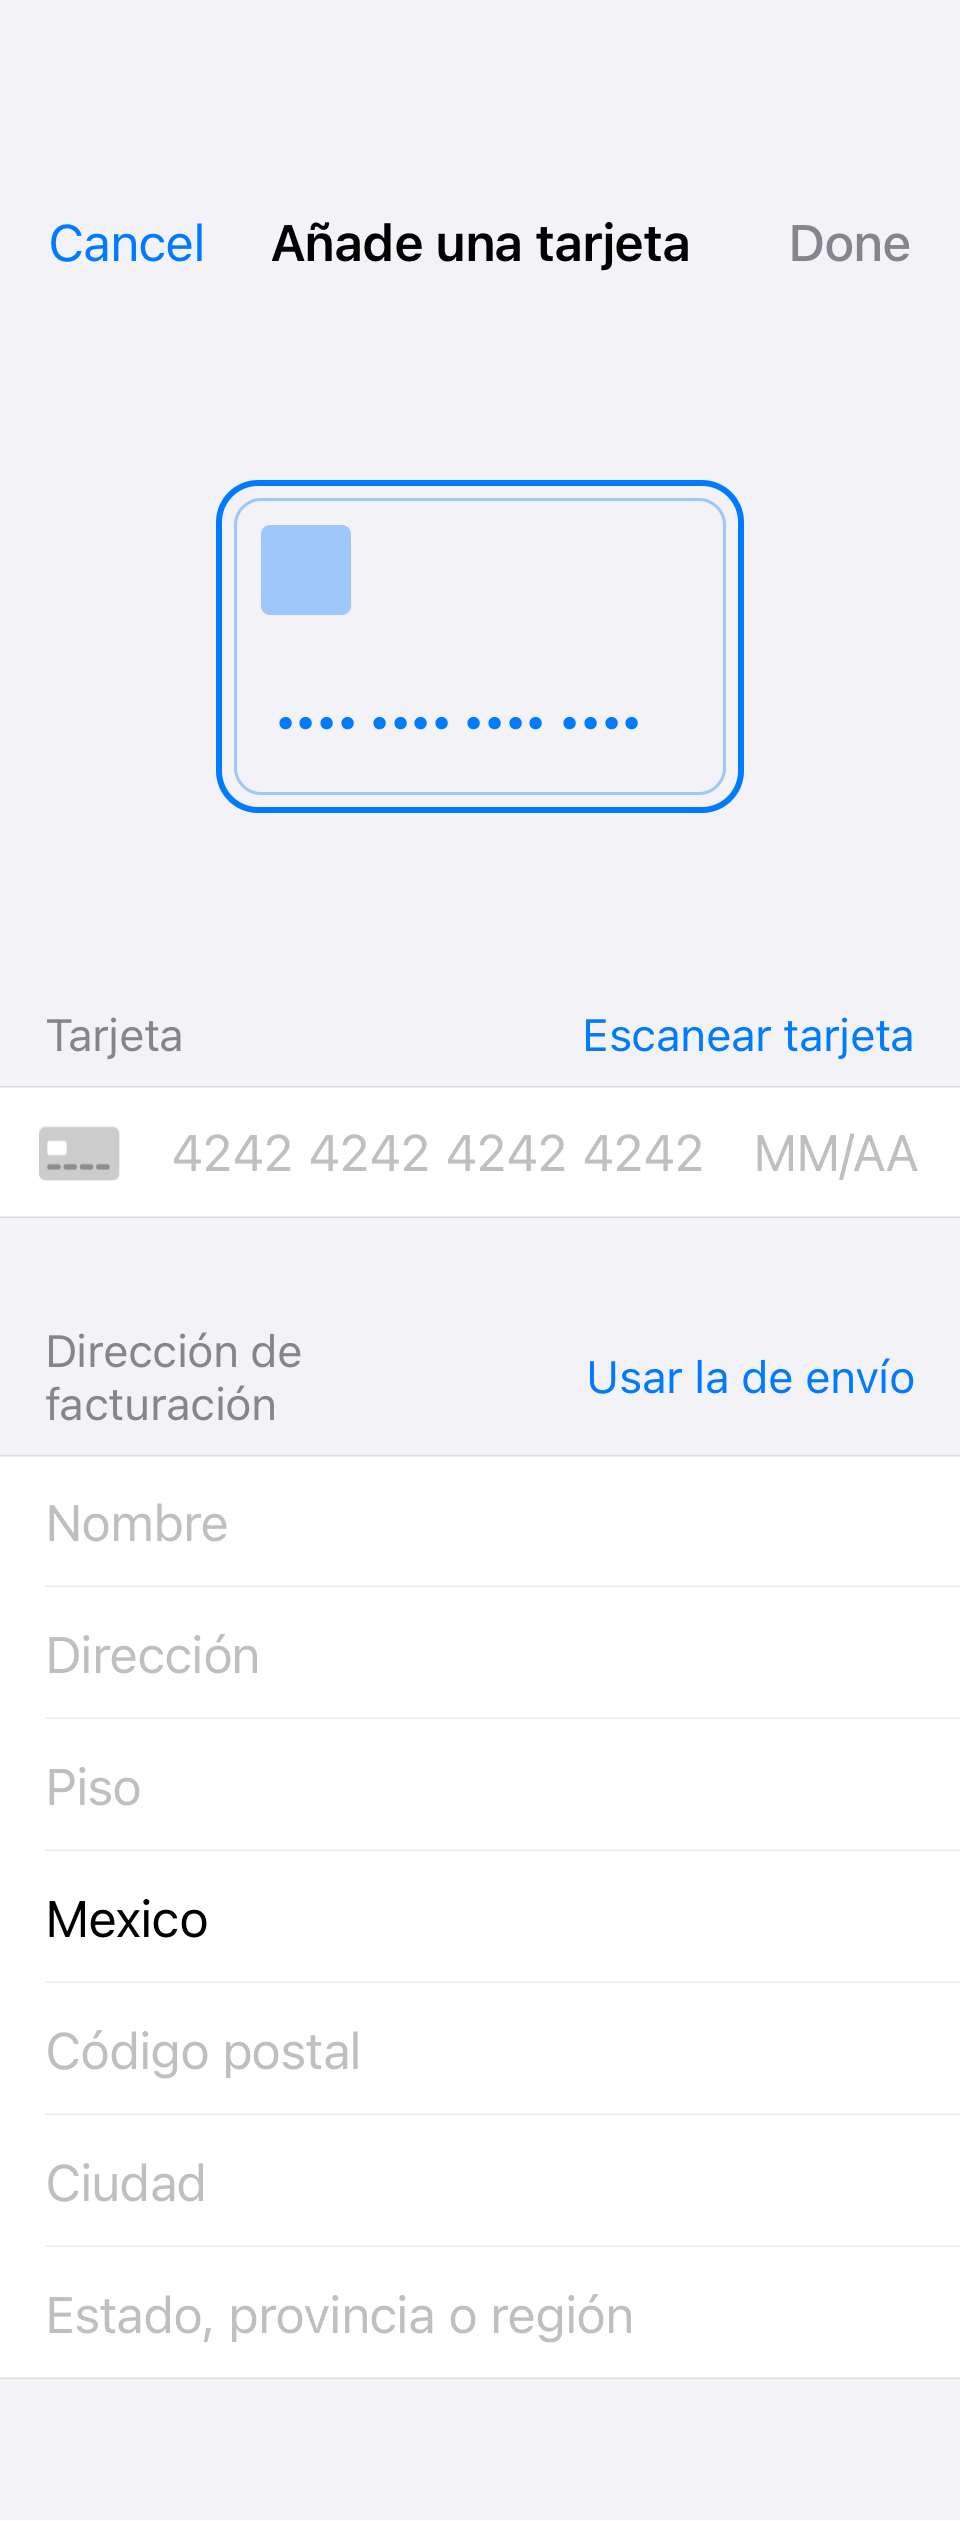 Cancel Añade una tarjeta Done
Tarjeta Escanear tarjeta
4242 4242 4242 4242 MM/AA
Dirección de
facturación
Usar la de envío
Nombre
Dirección
Piso
Mexico
Código postal
Ciudad
Estado, provincia o región